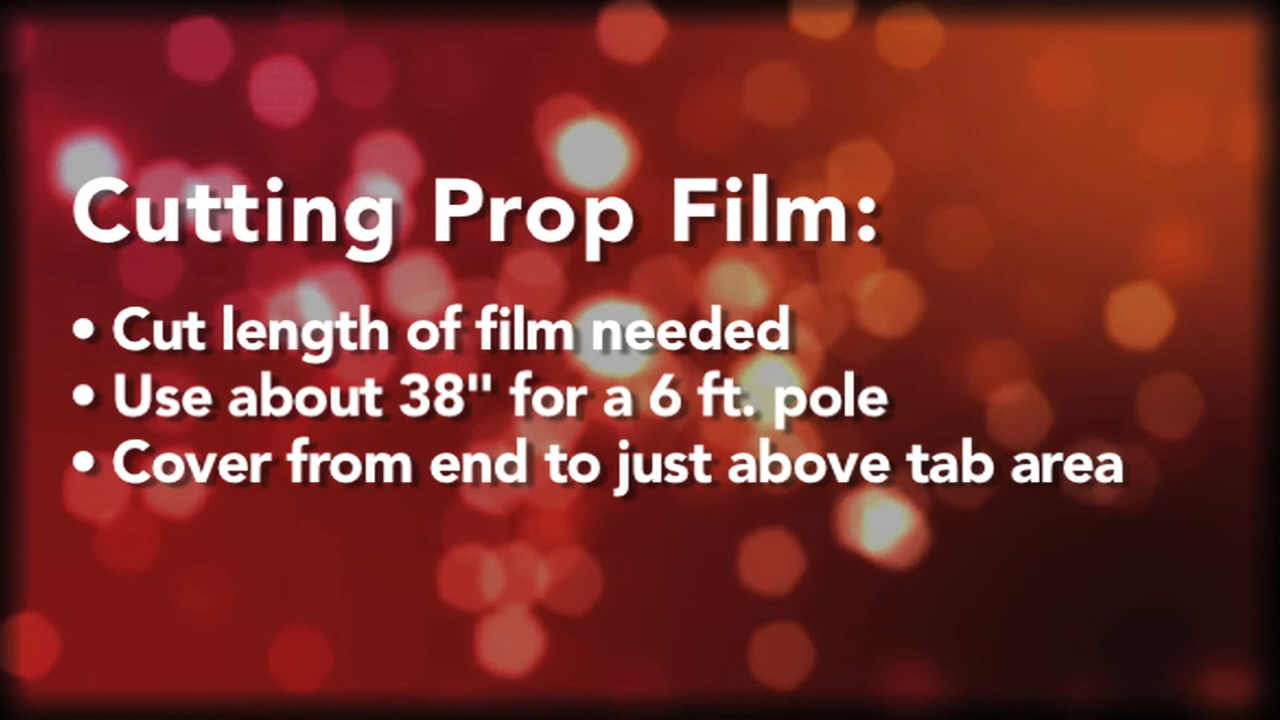 Cutting Prop Film:
• Cut length of film needed
• Use about 38" for a 6 ft. pole
• Cover from end to just above tab area